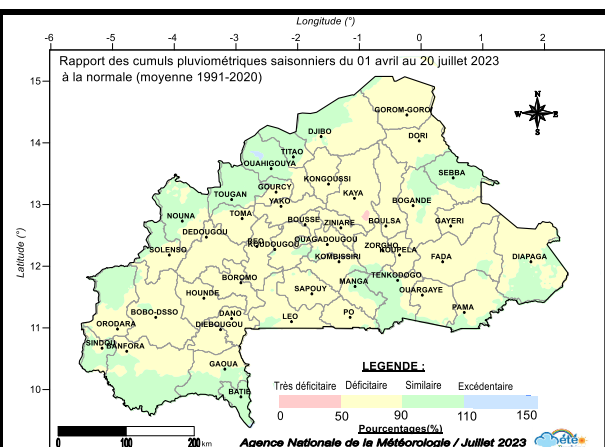 Longitude (°)
-6 -5 -4 -3 -2 -1 0 1 2
Rapport des cumuls pluviométriques saisonniers du 01 avril au 20 juillet 2023
à la normale (moyenne 1991-2020)
15
14
13
12
11
10
Latitude (°)
N
W E
S
GOROM-GORO
DJIBO
DORI
TITAO
OUAHIGOUYA
SEBBA
KONGOUSSI
GOURCY
TOUGAN
KAYA
YAKO
BOGANDE
TOMA
NOUNA
BOUSSE
ZINIARE
BOULSA
GAYERI
DEDOUGOU
REO
KOUDOUGOU
OUAGADOUGOU
ZORGHO
KOUPELA
SOLENSO
KOMBISSIRI
FADA
DIAPAGA
TENKODOGO
BOROMO
MANGA
HOUNDE
SAPOUY
OUARGAYE
PAMA
BOBO-DSSO
DANO
LEO
PO
ORODARA
DIEBOUGOU
SINDOU
BANFORA
GAOUA
BATIE
LEGENDE :
Très déficitaire Déficitaire Similaire Excédentaire
0 50 90 110 150
Pourcentages(%)
0 100 200 km
Agence Nationale de la Météorologie / Juillet 2023
météo